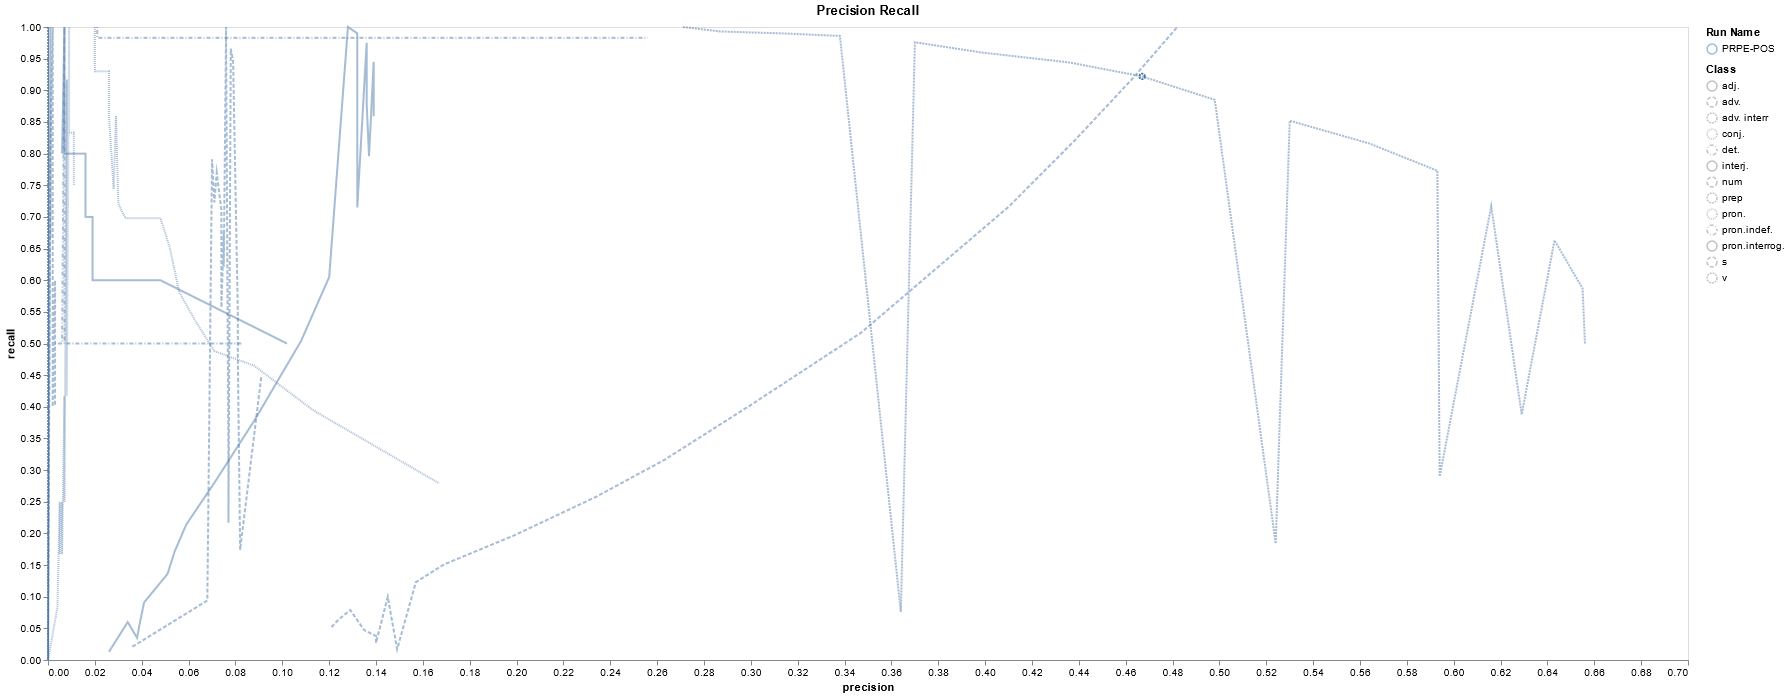 Precision Recall
1.00
0.95
0.90
0.85
0.80
0.75
0.70
0.65
0.60
0.55
0.50
0.45
0.40
0.35
0.30
0.25
0.20
0.15
0.10
0.05
0.00
recall
0.00 0.02 0.04 0.06 0.08 0.10 0.12 0.14 0.16 0.18 0.20 0.22 0.24 0.26 0.28 0.30 0.32 0.34 0.36 0.38 0.40 0.42 0.44 0.46 0.48 0.50 0.52 0.54 0.56 0.58 0.60 0.62 0.64 0.66 0.68 0.70
precision
Run Name
PRPE-POS
Class
adj.
adv.
adv. interr
conj.
det.
interj.
num
prep
pron.
pron.indef.
pron.interrog.
s
v